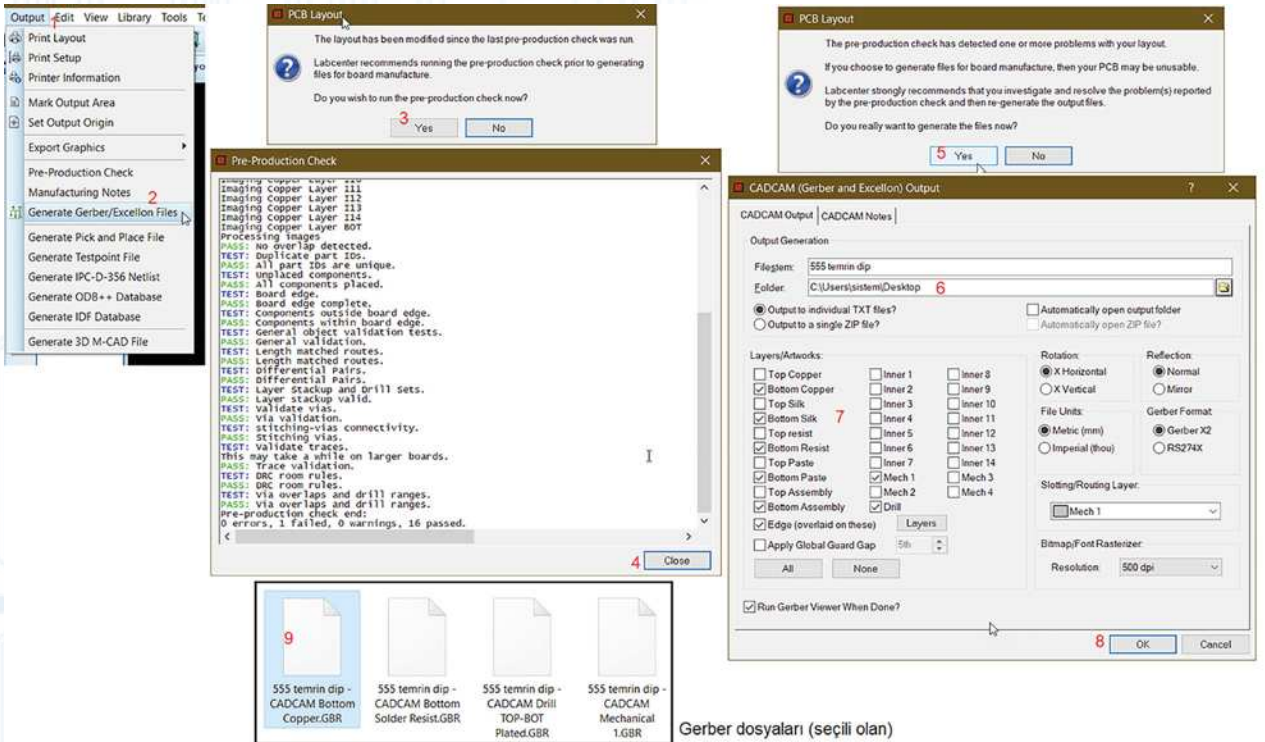 Output Edit View Library Tools
1
Print Layout
Print Setup
Printer Information
Mark Output Area
Set Output Origin
Export Graphics
Pre-Production Check
Manufacturing Notes
2
Generate Gerber/Excellon Files
Generate Pick and Place File
Generate Testpoint File
Generate IPC-D-356 Netlist
Generate ODB++ Database
Generate IDF Database
Generate 3D M-CAD File
PCB Layout
The layout has been modified since the last pre-production check was run.
Labcenter recommends running the pre-production check prior to generating
files for board manufacture.
Do you wish to run the pre-production check now?
3
Yes No
PCB Layout
The pre-production check has detected one or more problems with your layout.
If you choose to generate files for board manufacture, then your PCB may be unusable.
Labcenter strongly recommends that you investigate and resolve the problem(s) reported
by the pre-production check and then re-generate the output files.
Do you really want to generate the files now?
5 Yes No
Pre-Production Check
Imaging Copper Layer I10
Imaging Copper Layer I11
Imaging Copper Layer I12
Imaging Copper Layer I13
Imaging Copper Layer I14
Imaging Copper Layer BOT
Processing images
PASS: No overlap detected.
TEST: Duplicate part IDs.
PASS: All part IDs are unique.
TEST: Unplaced components.
PASS: All components placed.
TEST: Board edge.
PASS: Board edge complete.
TEST: Components outside board edge.
PASS: Components within board edge.
TEST: General object validation tests.
PASS: General validation.
TEST: Length matched routes.
PASS: Length matched routes.
TEST: Differential Pairs.
PASS: Differential Pairs.
TEST: Layer Stackup and Drill Sets.
PASS: Layer stackup valid.
TEST: Validate vias.
PASS: Via validation.
TEST: stitching-vias connectivity.
PASS: Stitching vias.
TEST: Validate traces.
This may take a while on larger boards.
PASS: Trace validation.
TEST: DRC room rules.
PASS: DRC room rules.
TEST: Via overlaps and drill ranges.
PASS: Via overlaps and drill ranges.
Pre-production check end:
0 errors, 1 failed, 0 warnings, 16 passed.
4 Close
CADCAM (Gerber and Excellon) Output ?
CADCAM Output CADCAM Notes
Output Generation
Filestem: 555 temrin dip
Folder: C:\Users\sistem\Desktop 6
Output to individual TXT files? Automatically open output folder
Output to a single ZIP file? Automatically open ZIP file?
Layers/Artworks: Rotation: Reflection:
Top Copper Inner 1 Inner 8 X Horizontal Normal
Bottom Copper Inner 2 Inner 9 X Vertical Mirror
Top Silk Inner 3 Inner 10
Bottom Silk 7 Inner 4 Inner 11 File Units: Gerber Format:
Top resist Inner 5 Inner 12 Metric (mm) Gerber X2
Bottom Resist Inner 6 Inner 13 Imperial (thou) RS274X
Top Paste Inner 7 Inner 14
Bottom Paste Mech 1 Mech 3
Top Assembly Mech 2 Mech 4 Slotting/Routing Layer:
Bottom Assembly Drill Mech 1
Edge (overlaid on these) Layers
Apply Global Guard Gap 5th Bitmap/Font Rasterizer:
All None Resolution: 500 dpi
Run Gerber Viewer When Done?
8 OK Cancel
9
555 temrin dip -
CADCAM Bottom
Copper.GBR
555 temrin dip -
CADCAM Bottom
Solder Resist.GBR
555 temrin dip -
CADCAM Drill
TOP-BOT
Plated.GBR
555 temrin dip -
CADCAM
Mechanical
1.GBR
Gerber dosyaları (seçili olan)